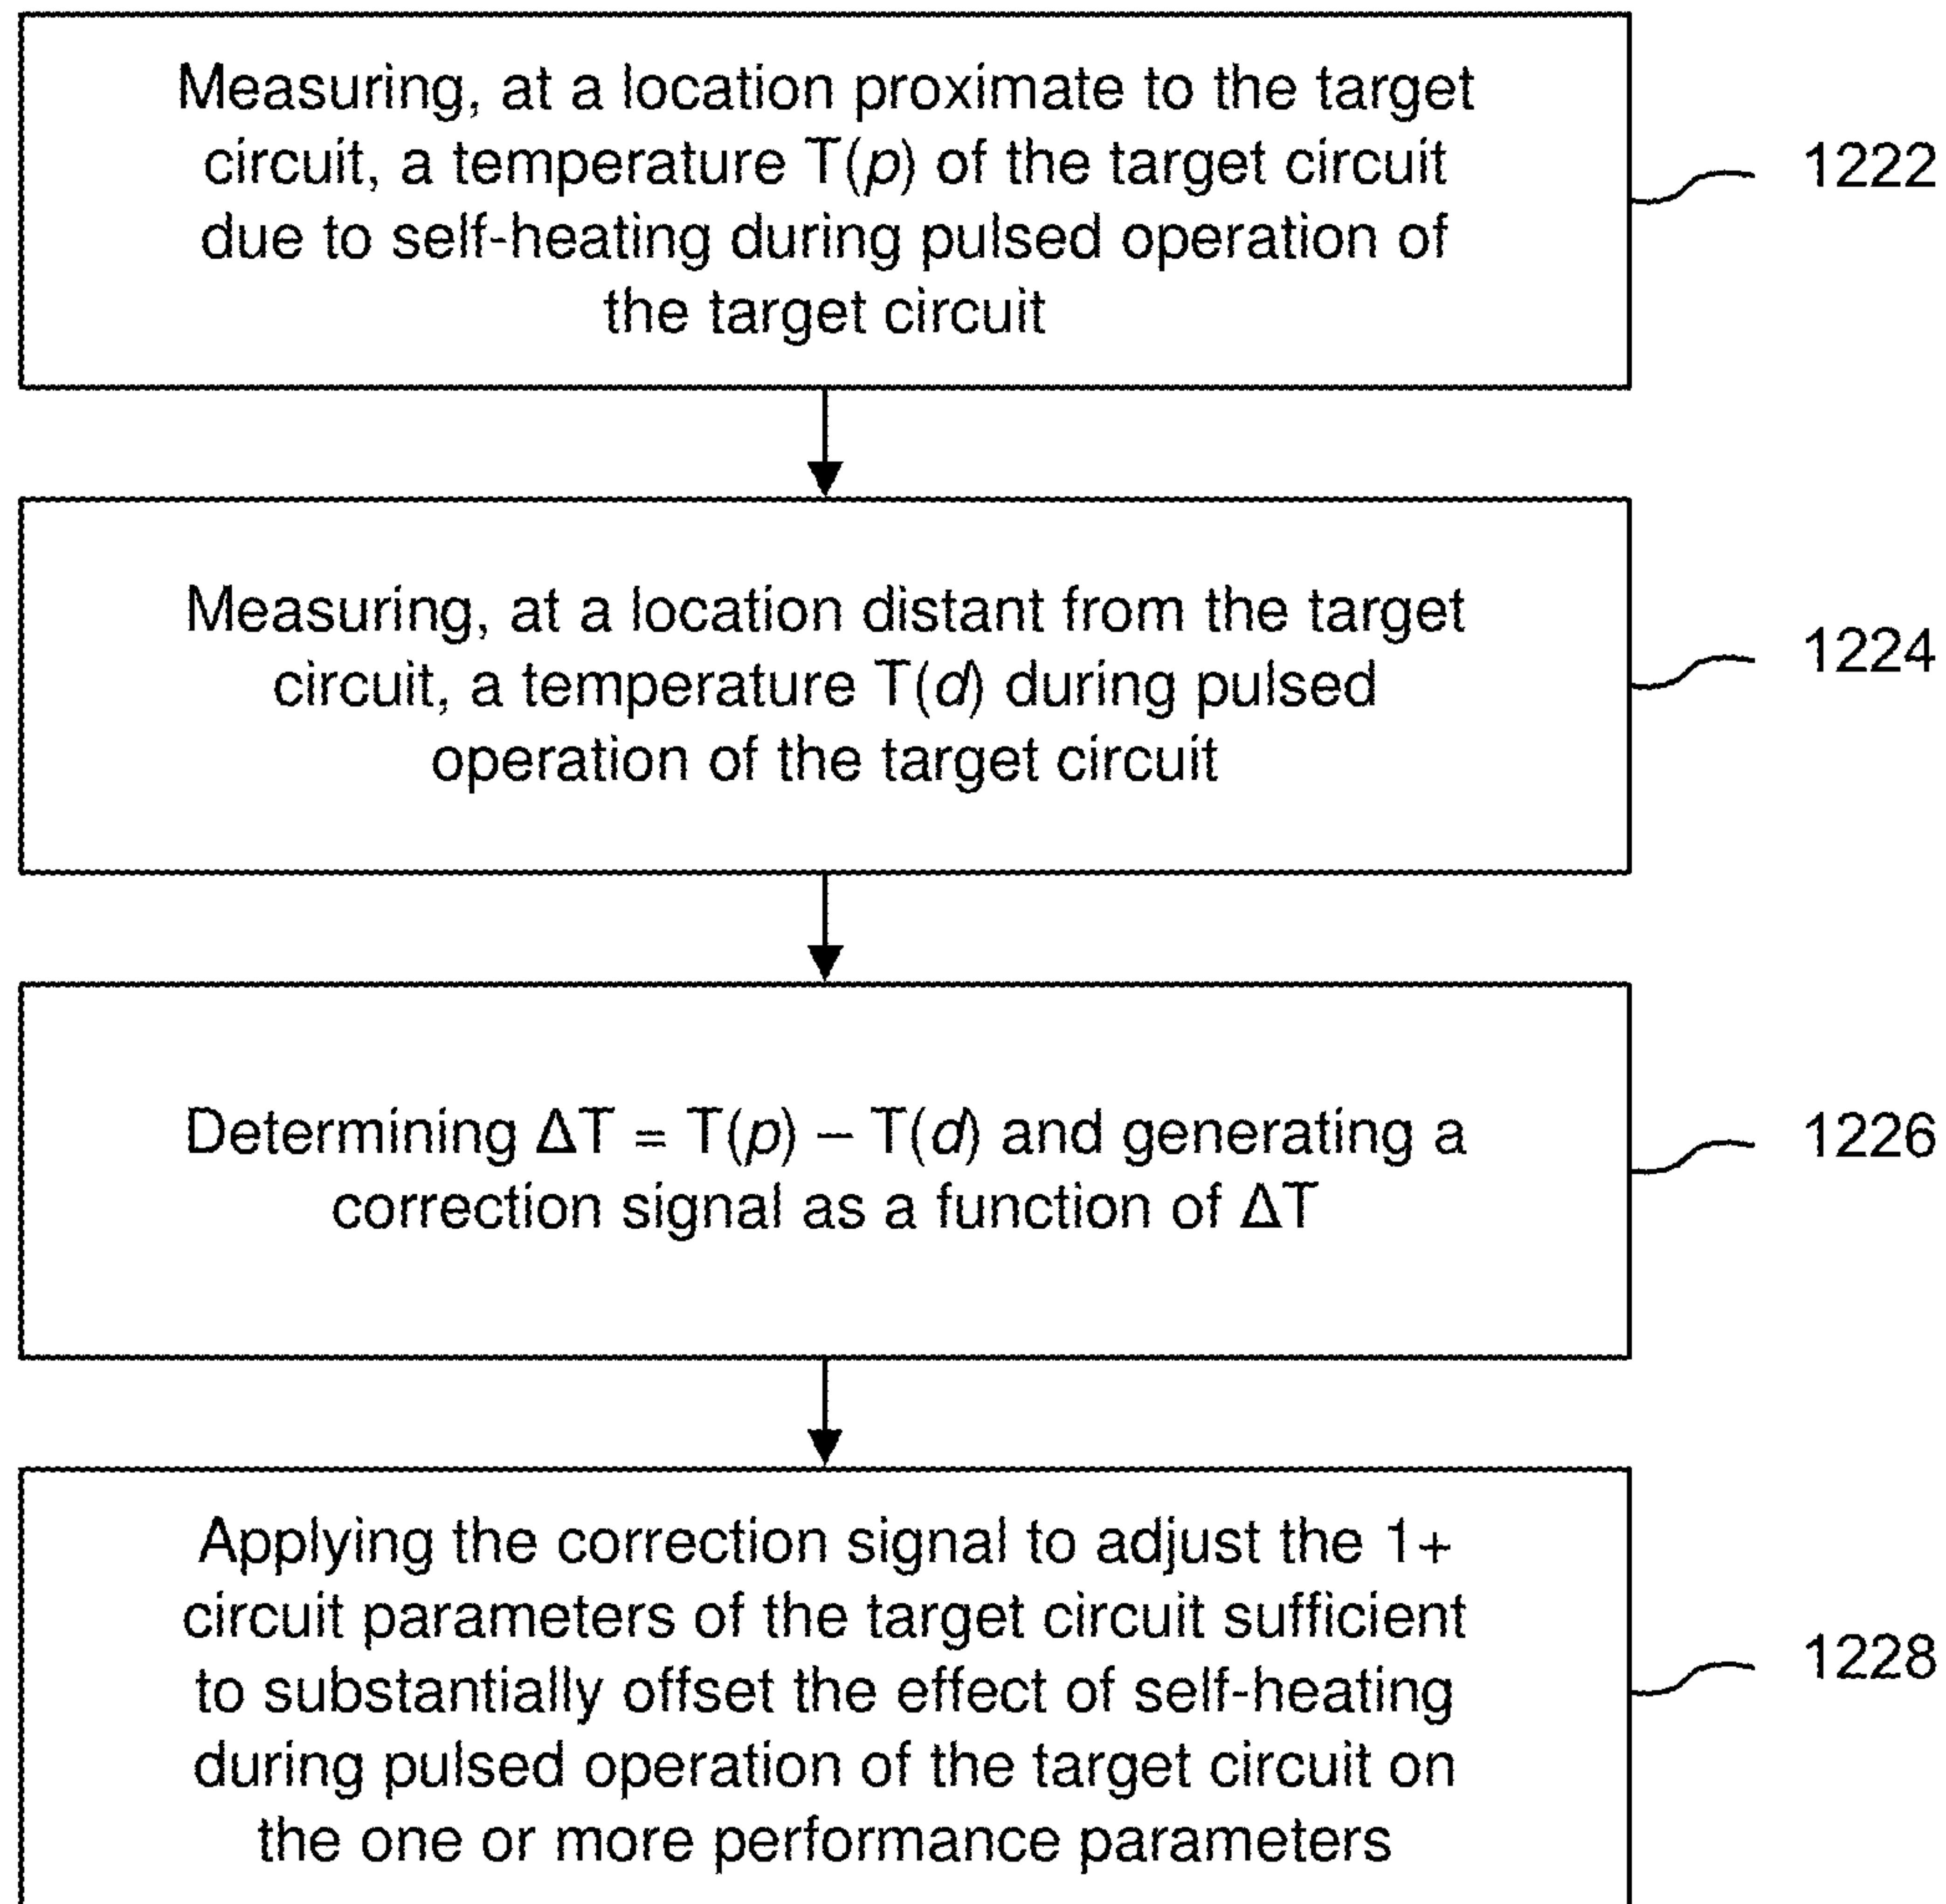 Measuring, at a location proximate to the target
circuit, a temperature T(p) of the target circuit
due to self-heating during pulsed operation of
the target circuit
1222
Measuring, at a location distant from the target
circuit, a temperature T(d) during pulsed
operation of the target circuit
1224
Determining ΔT = T(p) – T(d) and generating a
correction signal as a function of ΔT
1226
Applying the correction signal to adjust the 1+
circuit parameters of the target circuit sufficient
to substantially offset the effect of self-heating
during pulsed operation of the target circuit on
the one or more performance parameters
1228